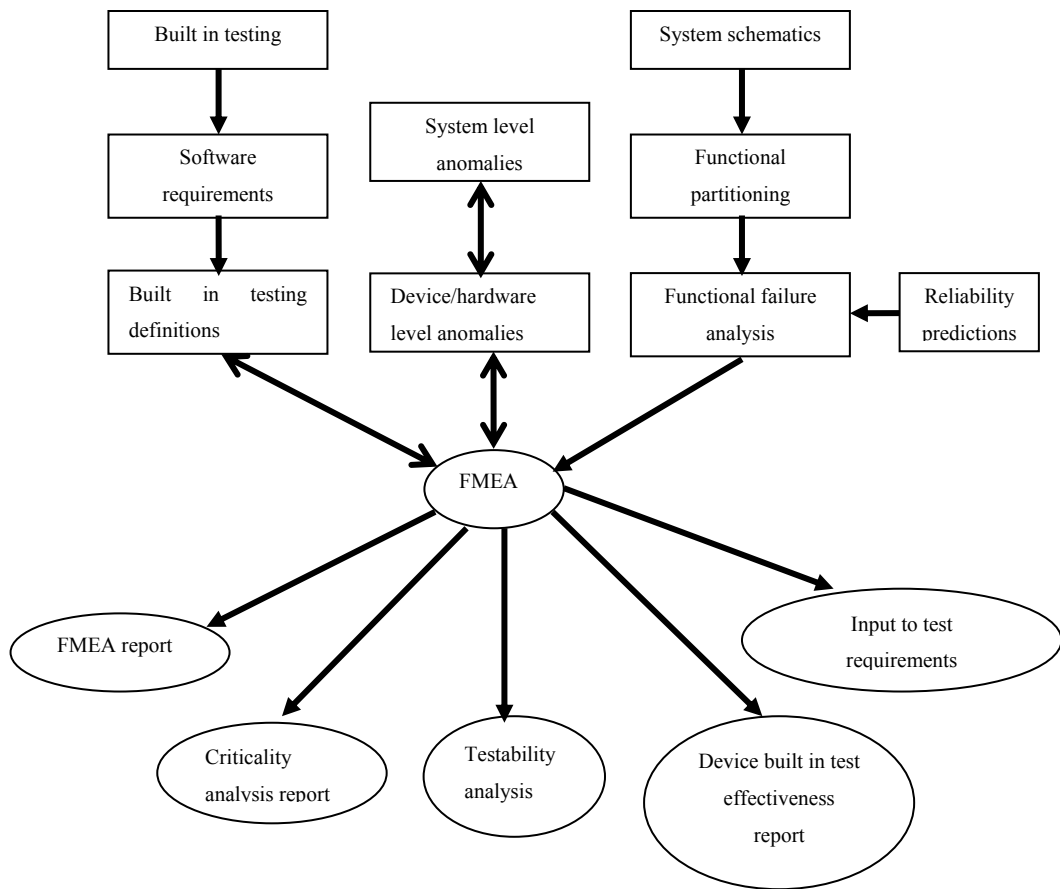 Built in testing
System schematics
Software
requirements
System level
anomalies
Functional
partitioning
Built in testing
definitions
Device/hardware
level anomalies
Functional failure
analysis
Reliability
predictions
FMEA
FMEA report
Input to test
requirements
Criticality
analysis report
Testability
analysis
Device built in test
effectiveness
report